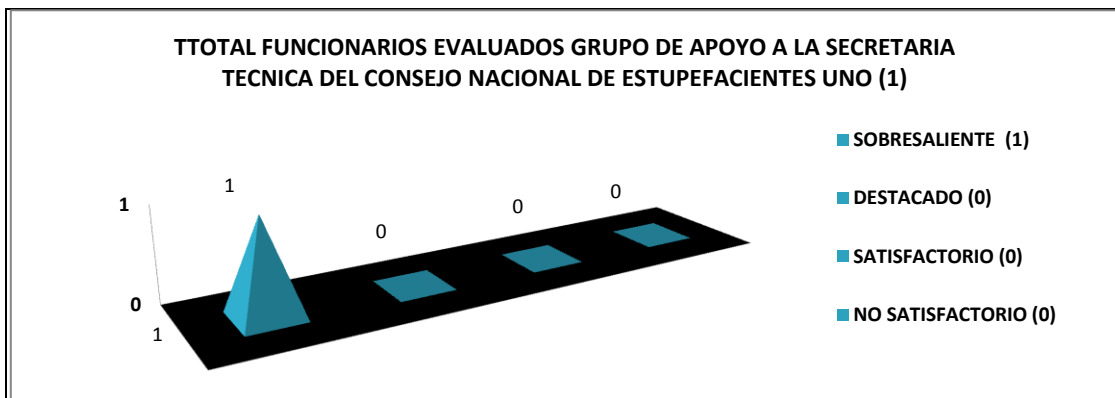 TTOTAL FUNCIONARIOS EVALUADOS GRUPO DE APOYO A LA SECRETARIA
TECNICA DEL CONSEJO NACIONAL DE ESTUPEFACIENTES UNO (1)
SOBRESALIENTE (1)
DESTACADO (0)
SATISFACTORIO (0)
NO SATISFACTORIO (0)
1
0
1
1
0
0
0